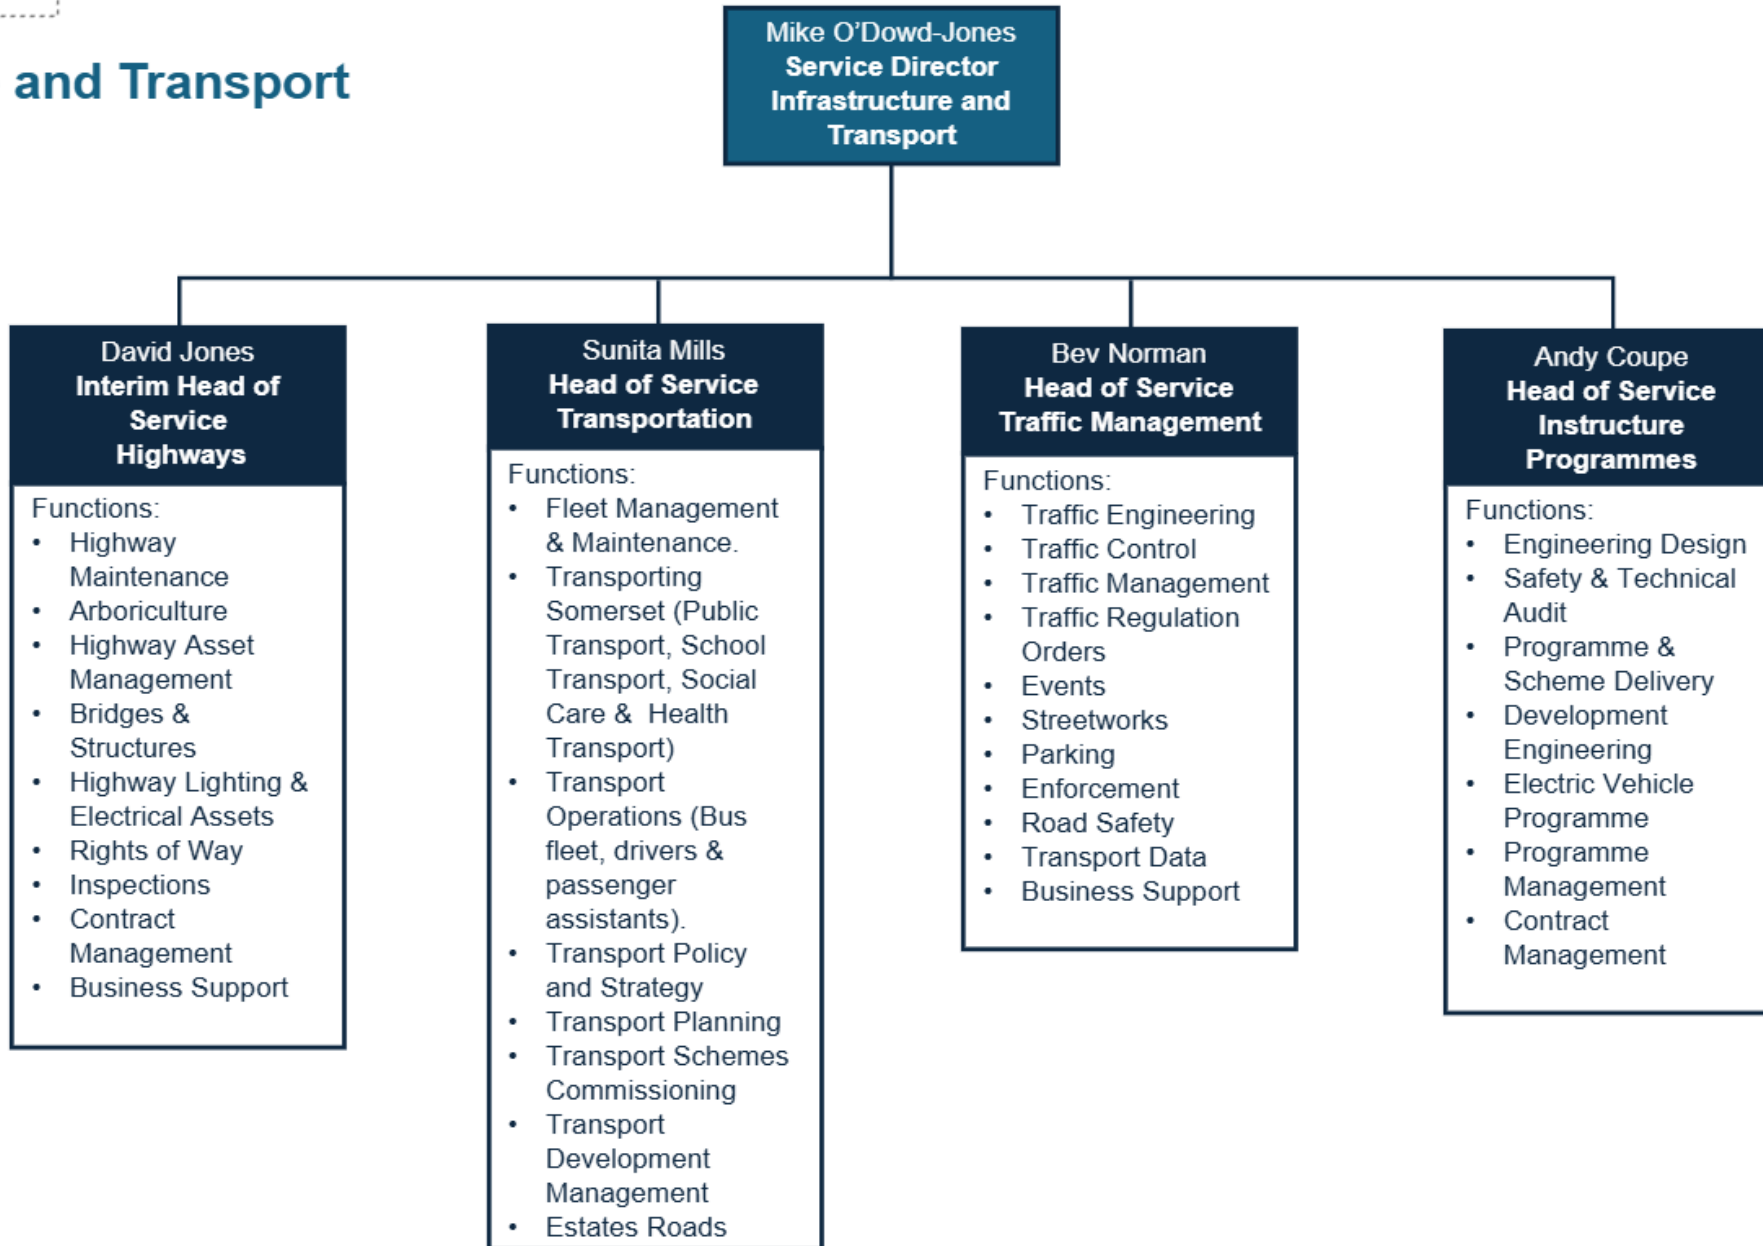 and Transport
Mike O'Dowd-Jones
Service Director
Infrastructure and
Transport
David Jones
Interim Head of
Service
Highways
Functions:
• Highway
Maintenance
• Arboriculture
• Highway Asset
Management
• Bridges &
Structures
• Highway Lighting &
Electrical Assets
• Rights of Way
• Inspections
• Contract
Management
• Business Support
Sunita Mills
Head of Service
Transportation
Functions:
• Fleet Management
& Maintenance.
• Transporting
Somerset (Public
Transport, School
Transport, Social
Care & Health
Transport)
• Transport
Operations (Bus
fleet, drivers &
passenger
assistants).
• Transport Policy
and Strategy
• Transport Planning
• Transport Schemes
Commissioning
• Transport
Development
Management
• Estates Roads
Bev Norman
Head of Service
Traffic Management
Functions:
• Traffic Engineering
• Traffic Control
• Traffic Management
• Traffic Regulation
Orders
• Events
• Streetworks
• Parking
• Enforcement
• Road Safety
• Transport Data
• Business Support
Andy Coupe
Head of Service
Instructure
Programmes
Functions:
• Engineering Design
• Safety & Technical
Audit
• Programme &
Scheme Delivery
• Development
Engineering
• Electric Vehicle
Programme
• Programme
Management
• Contract
Management